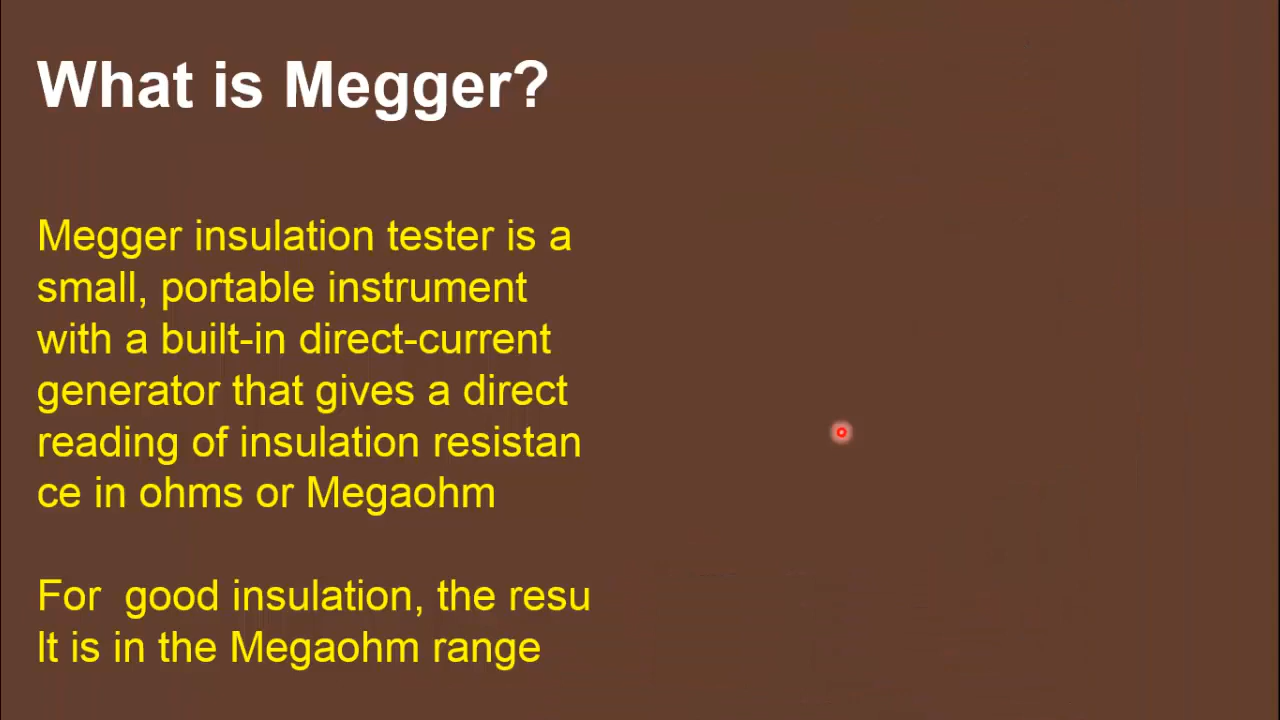 What is Megger?
Megger insulation tester is a
small, portable instrument
with a built-in direct-current
generator that gives a direct
reading of insulation resistan
ce in ohms or Megaohm
For  good insulation, the resu
lt is in the Megaohm range